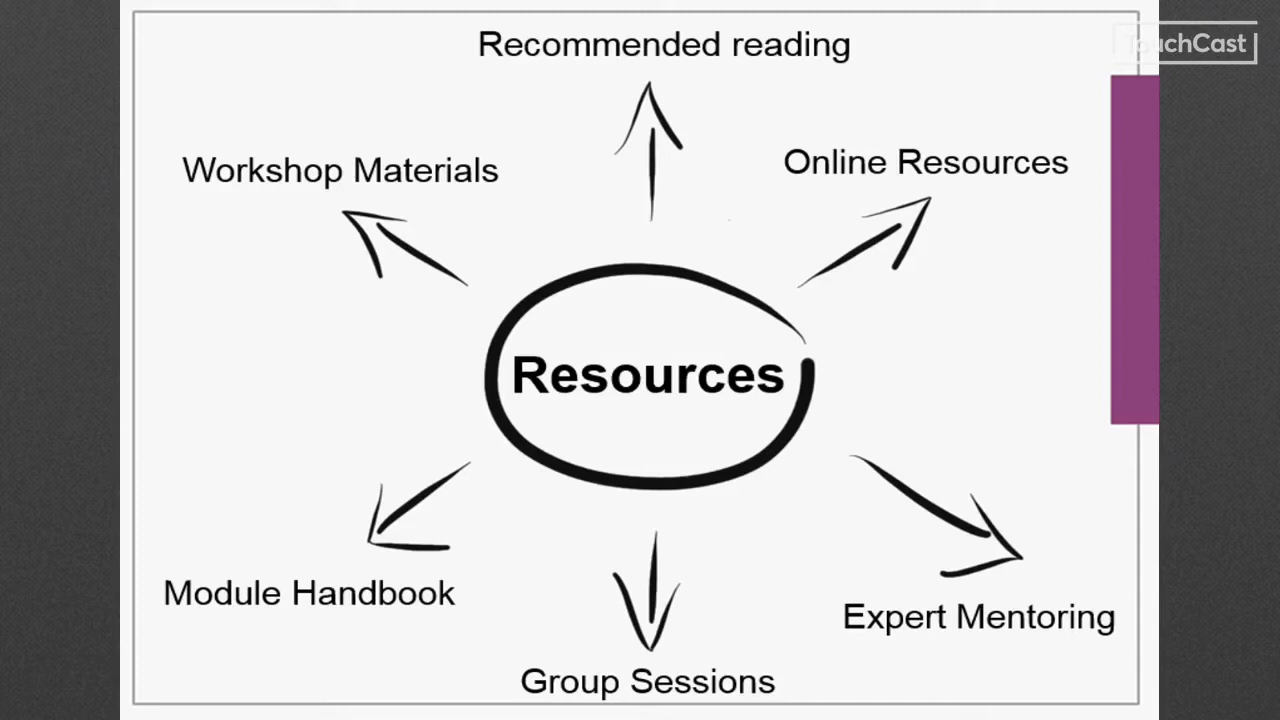 Recommended reading
TouchCast
Workshop Materials
Online Resources
Resources
Module Handbook
Expert Mentoring
Group Sessions